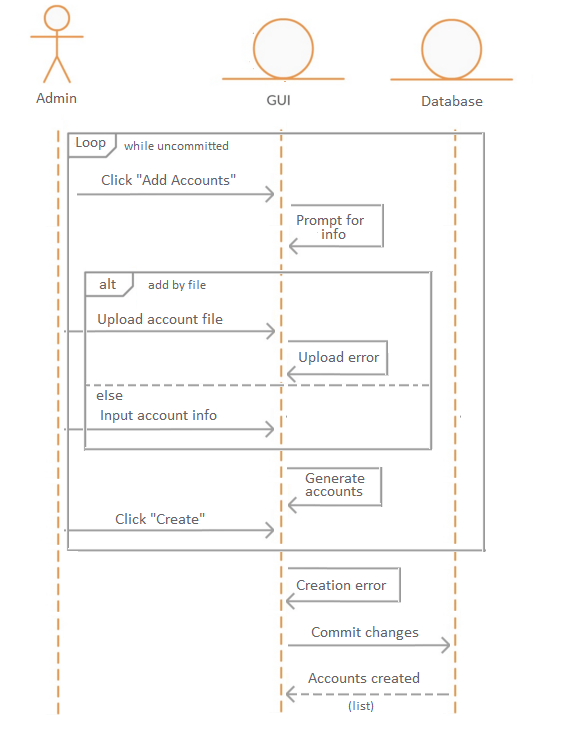 Admin
GUI
Database
Loop
while uncommitted
Click "Add Accounts"
Prompt for
info
alt
add by file
Upload account file
Upload error
else
Input account info
Generate
accounts
Click "Create"
Creation error
Commit changes
Accounts created
(list)